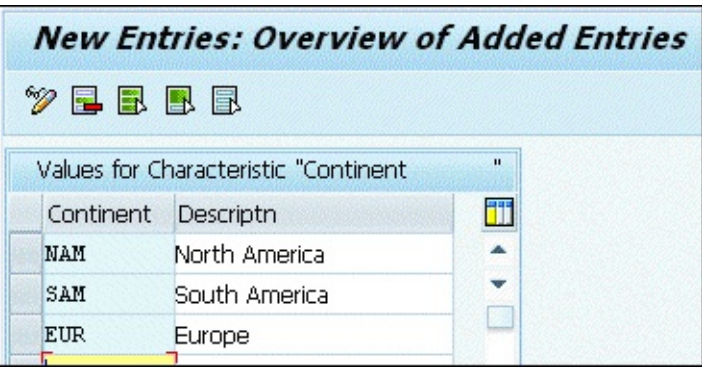 New Entries: Overview of Added Entries
Values for Characteristic "Continent "
Continent Descriptn
NAM North America
SAM South America
EUR Europe